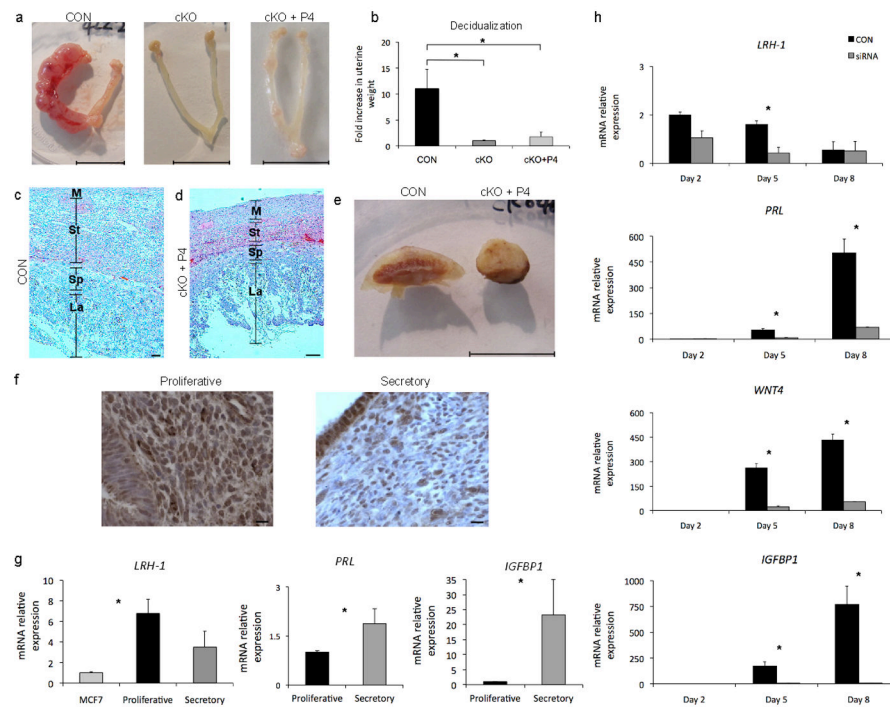 a
CON
cKO
cKO + P4
b
Decidualization
Fold increase in uterine
weight
20
15
10
5
0
*
*
CON
cKO
cKO+P4
c
CON
M
St
Sp
La
d
cKO + P4
M
St
Sp
La
e
CON
cKO + P4
f
Proliferative
Secretory
g
LRH-1
mRNA relative
expression
10
8
6
4
2
0
*
MCF7
Proliferative
Secretory
PRL
mRNA relative
expression
3
1.5
0
*
Proliferative
Secretory
IGFBP1
mRNA relative
expression
35
30
25
20
15
10
5
0
*
Proliferative
Secretory
h
LRH-1
CON
siRNA
mRNA relative
expression
2
1
0
*
Day 2
Day 5
Day 8
PRL
mRNA relative
expression
600
450
300
150
0
*
*
Day 2
Day 5
Day 8
WNT4
mRNA relative
expression
600
450
300
150
0
*
*
Day 2
Day 5
Day 8
IGFBP1
mRNA relative
expression
1000
750
500
250
0
*
*
Day 2
Day 5
Day 8